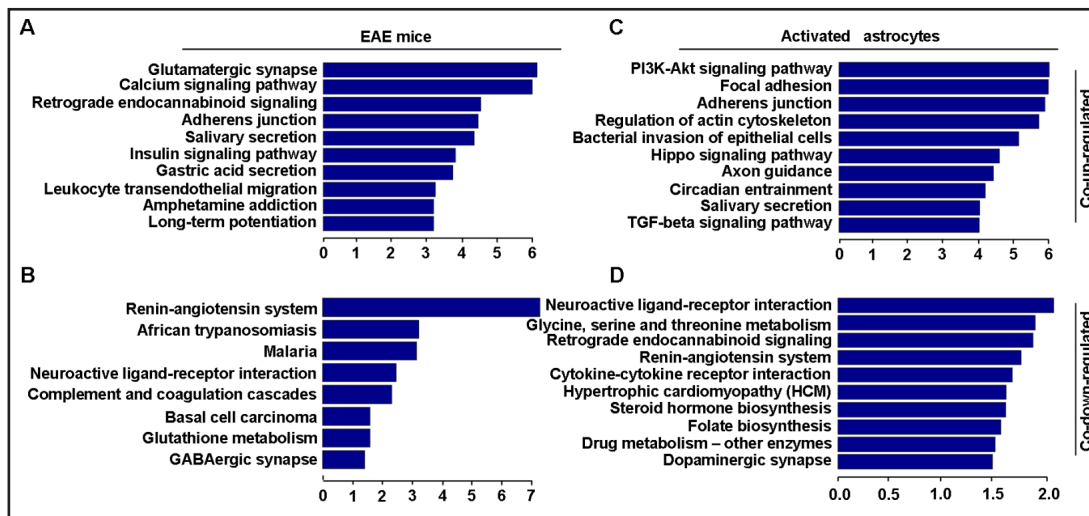 A
EAE mice
Glutamatergic synapse
Calcium signaling pathway
Retrograde endocannabinoid signaling
Adherens junction
Salivary secretion
Insulin signaling pathway
Gastric acid secretion
Leukocyte transendothelial migration
Amphetamine addiction
Long-term potentiation
0 1 2 3 4 5 6
B
Renin-angiotensin system
African trypanosomiasis
Malaria
Neuroactive ligand-receptor interaction
Complement and coagulation cascades
Basal cell carcinoma
Glutathione metabolism
GABAergic synapse
0 1 2 3 4 5 6 7
C
Activated astrocytes
PI3K-Akt signaling pathway
Focal adhesion
Adherens junction
Regulation of actin cytoskeleton
Bacterial invasion of epithelial cells
Hippo signaling pathway
Axon guidance
Circadian entrainment
Salivary secretion
TGF-beta signaling pathway
0 1 2 3 4 5 6
Co-up-regulated
D
Neuroactive ligand-receptor interaction
Glycine, serine and threonine metabolism
Retrograde endocannabinoid signaling
Renin-angiotensin system
Cytokine-cytokine receptor interaction
Hypertrophic cardiomyopathy (HCM)
Steroid hormone biosynthesis
Folate biosynthesis
Drug metabolism – other enzymes
Dopaminergic synapse
0.0 0.5 1.0 1.5 2.0
Co-down-regulated